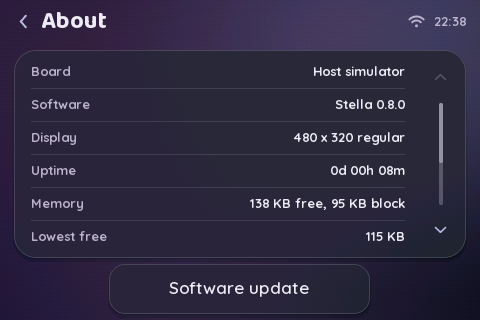 About
22:38
Board Host simulator
Software Stella 0.8.0
Display 480 x 320 regular
Uptime 0d 00h 08m
Memory 138 KB free, 95 KB block
Lowest free 115 KB
Software update